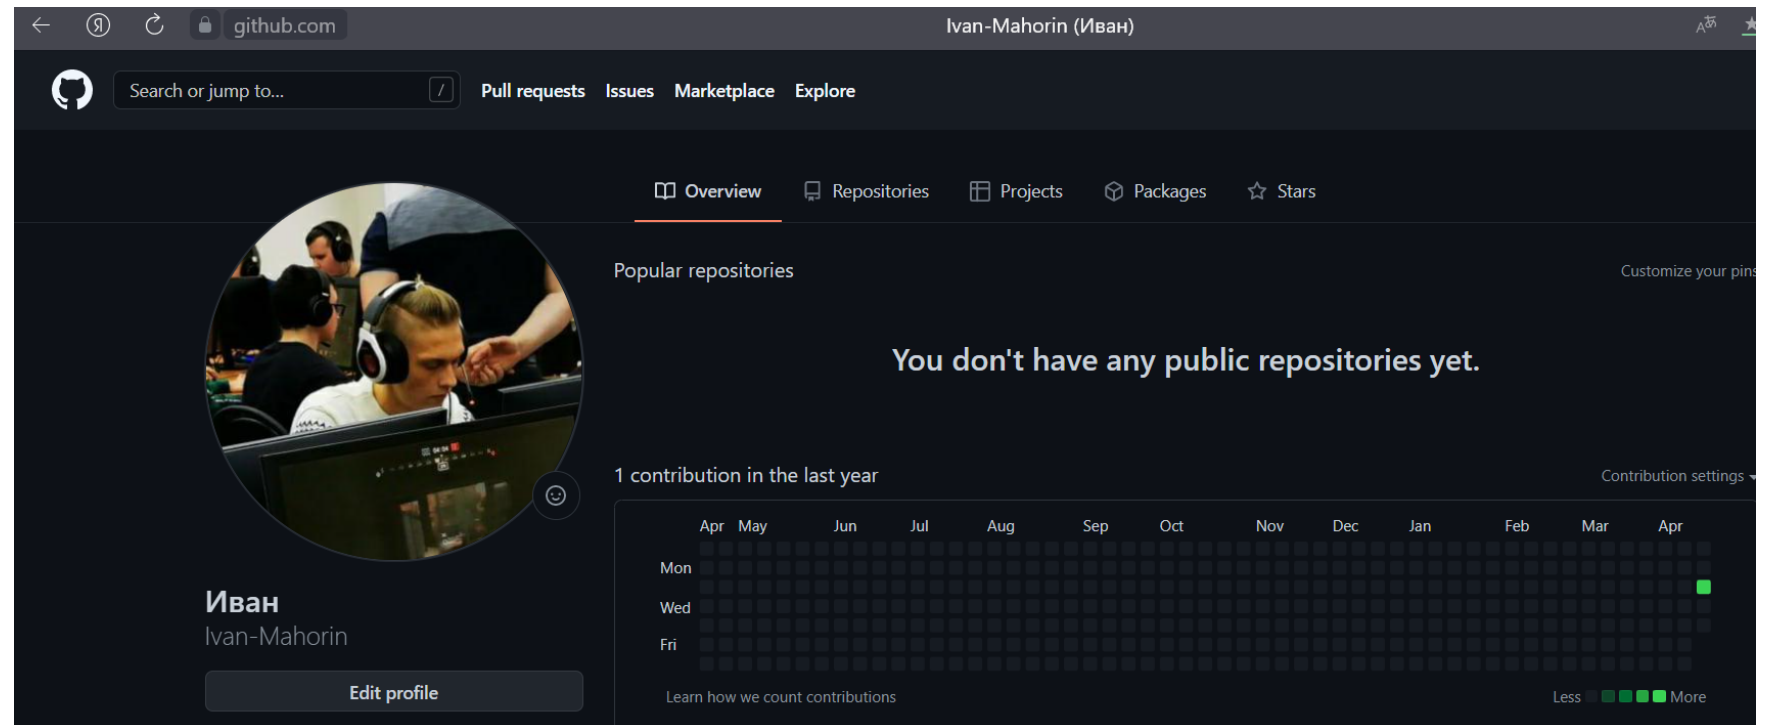 github.com
Ivan-Mahorin (Иван)
Search or jump to...
/
Pull requests
Issues
Marketplace
Explore
Overview
Repositories
Projects
Packages
Stars
Popular repositories
Customize your pins
You don't have any public repositories yet.
1 contribution in the last year
Contribution settings
Apr May Jun Jul Aug Sep Oct Nov Dec Jan Feb Mar Apr
Mon
Wed
Fri
Learn how we count contributions
Less
More
Иван
Ivan-Mahorin
Edit profile